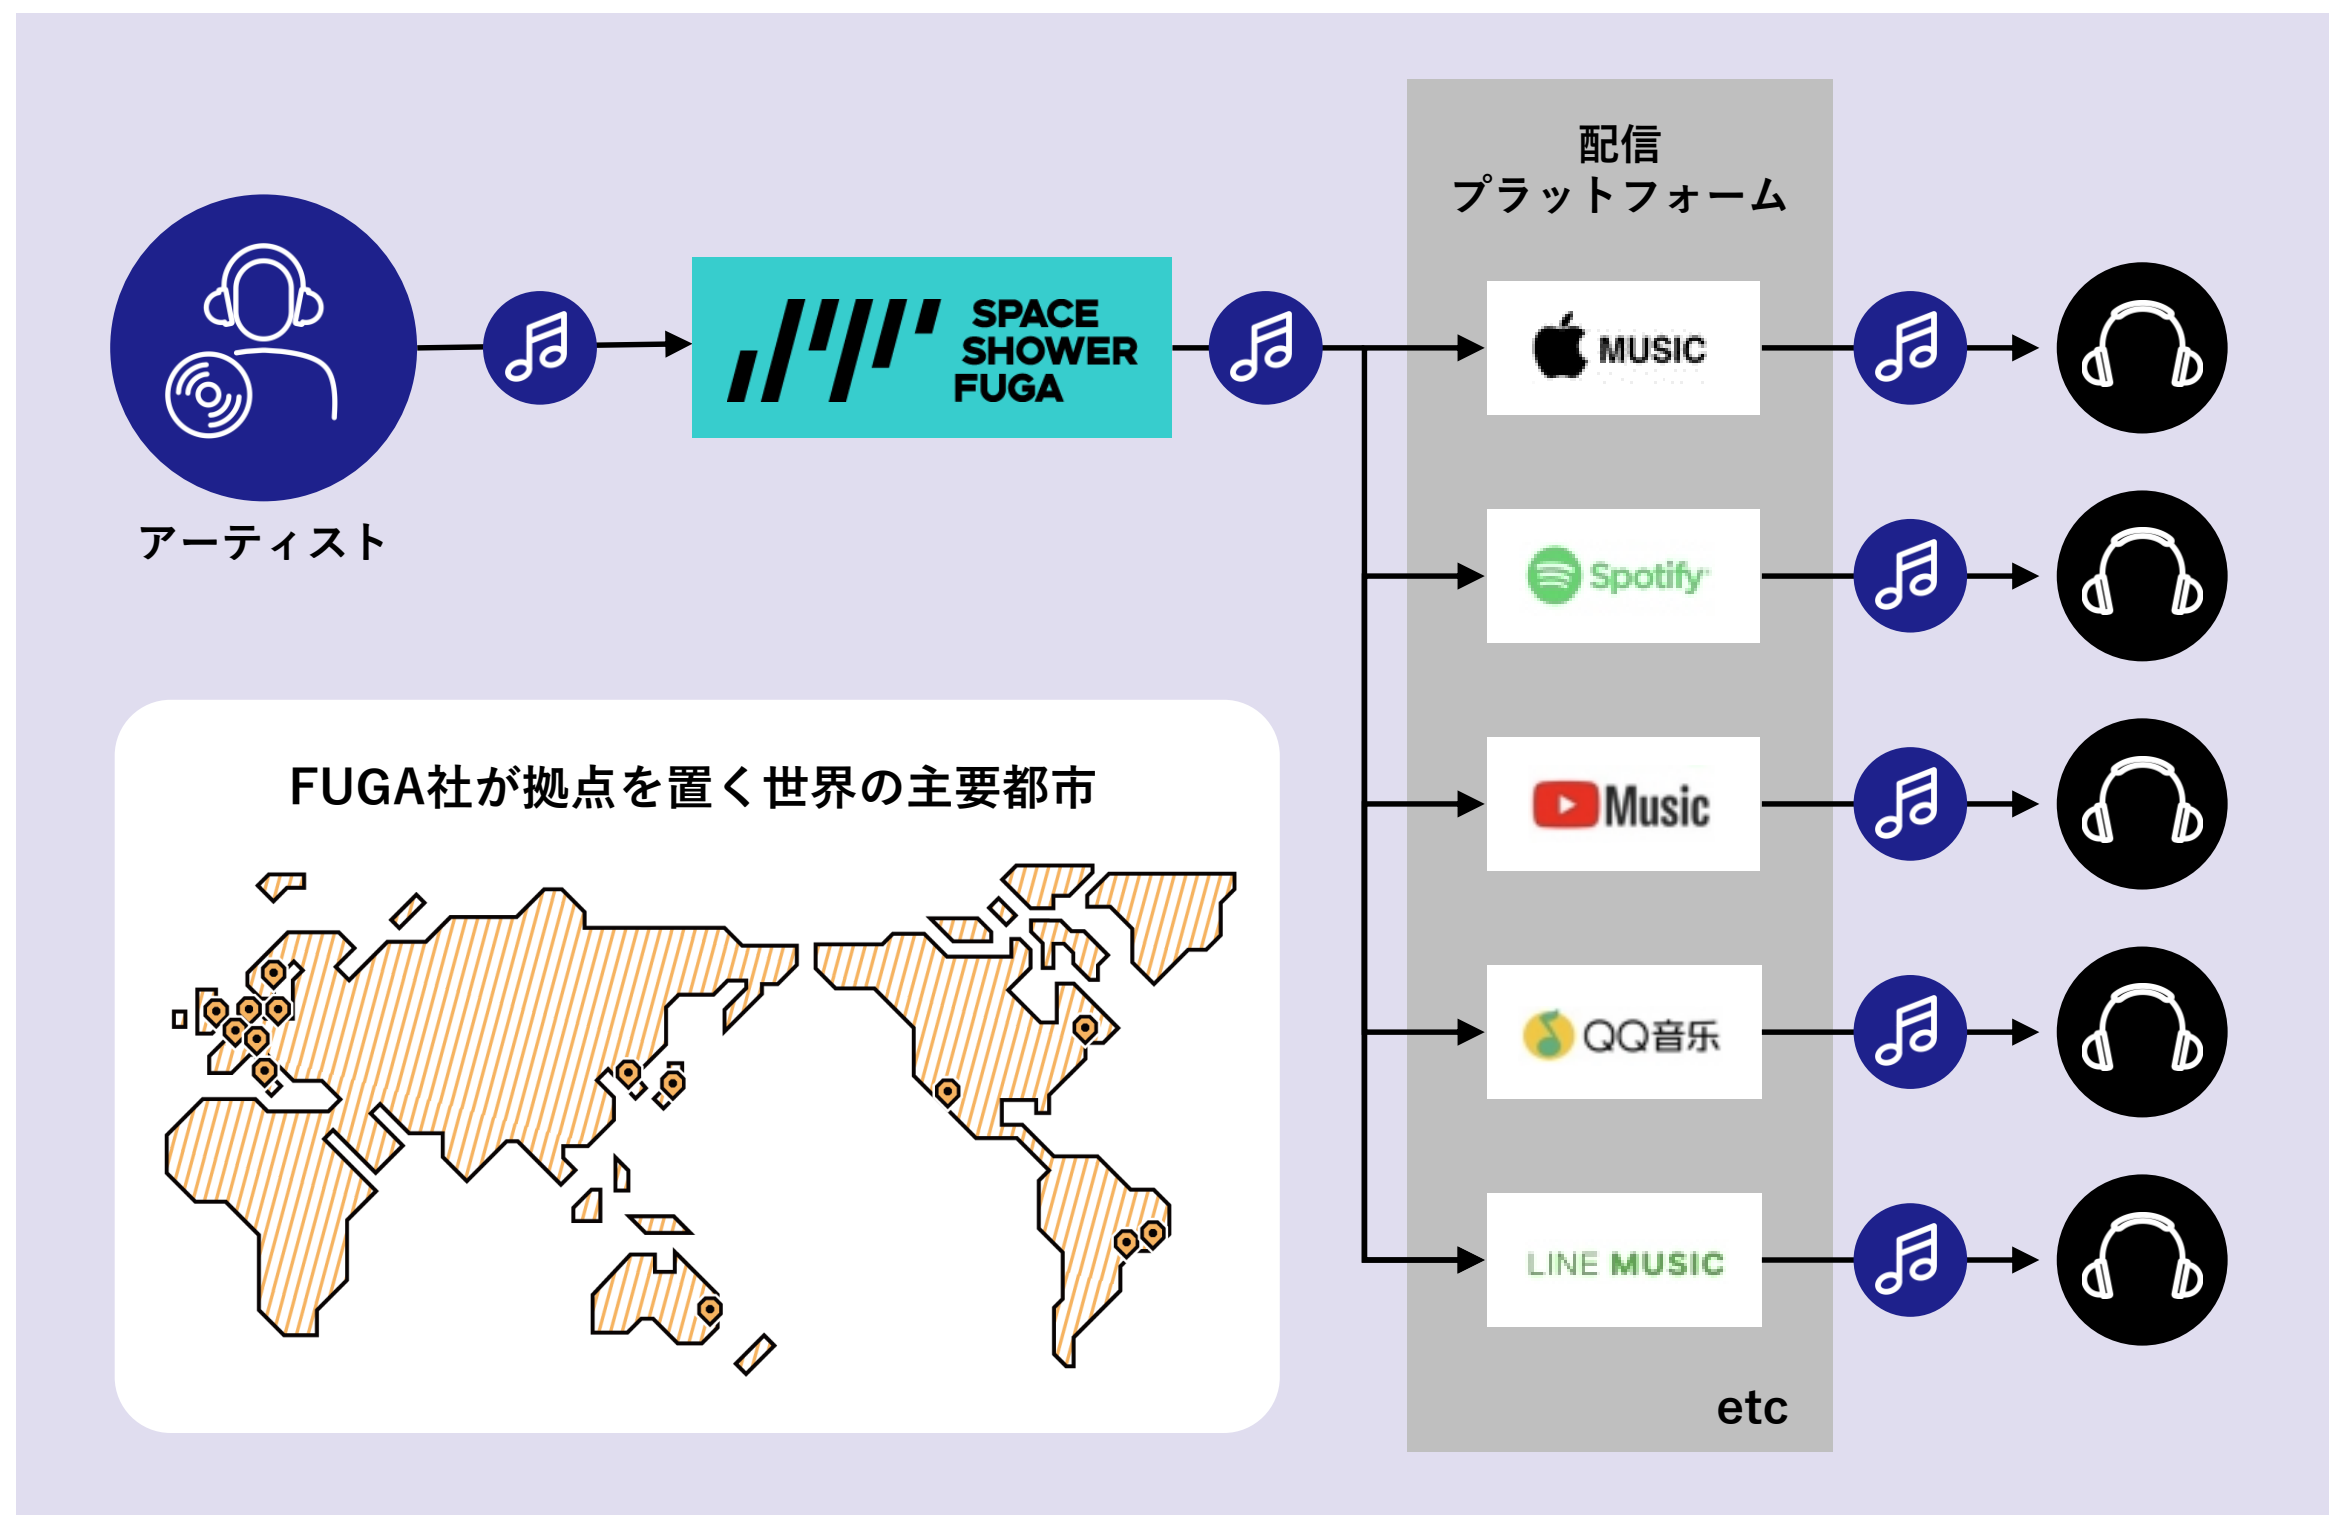 配信
プラットフォーム
SPACE
SHOWER
FUGA
アーティスト
MUSIC
Spotify
Music
QQ音乐
LINE MUSIC
etc
FUGA社が拠点を置く世界の主要都市